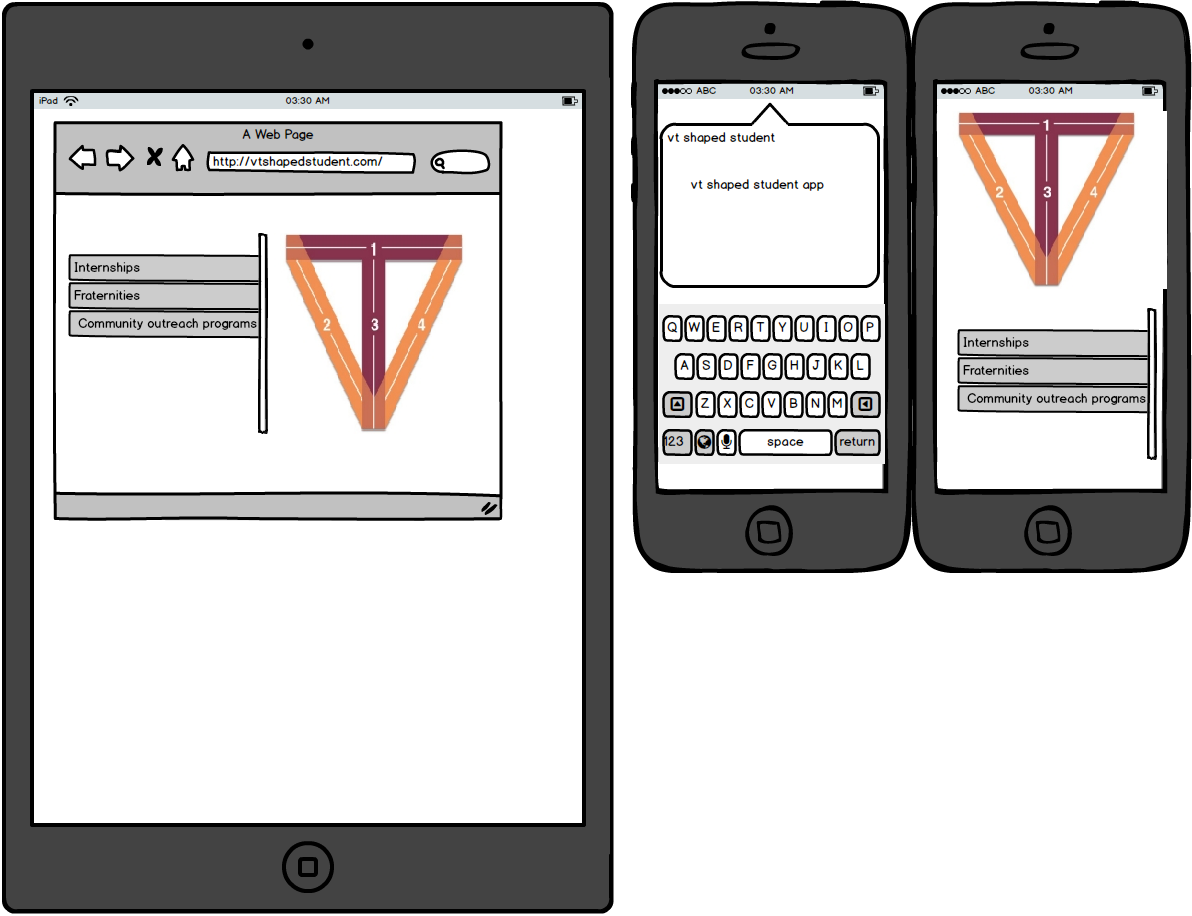 iPad 03:30 AM
A Web Page
http://vtshapedstudent.com/
Internships
Fraternities
Community outreach programs
1
2 3 4
ABC 03:30 AM
vt shaped student
vt shaped student app
Q W E R T Y U I O P
A S D F G H J K L
Z X C V B N M
123 space return
ABC 03:30 AM
1
2 3 4
Internships
Fraternities
Community outreach programs